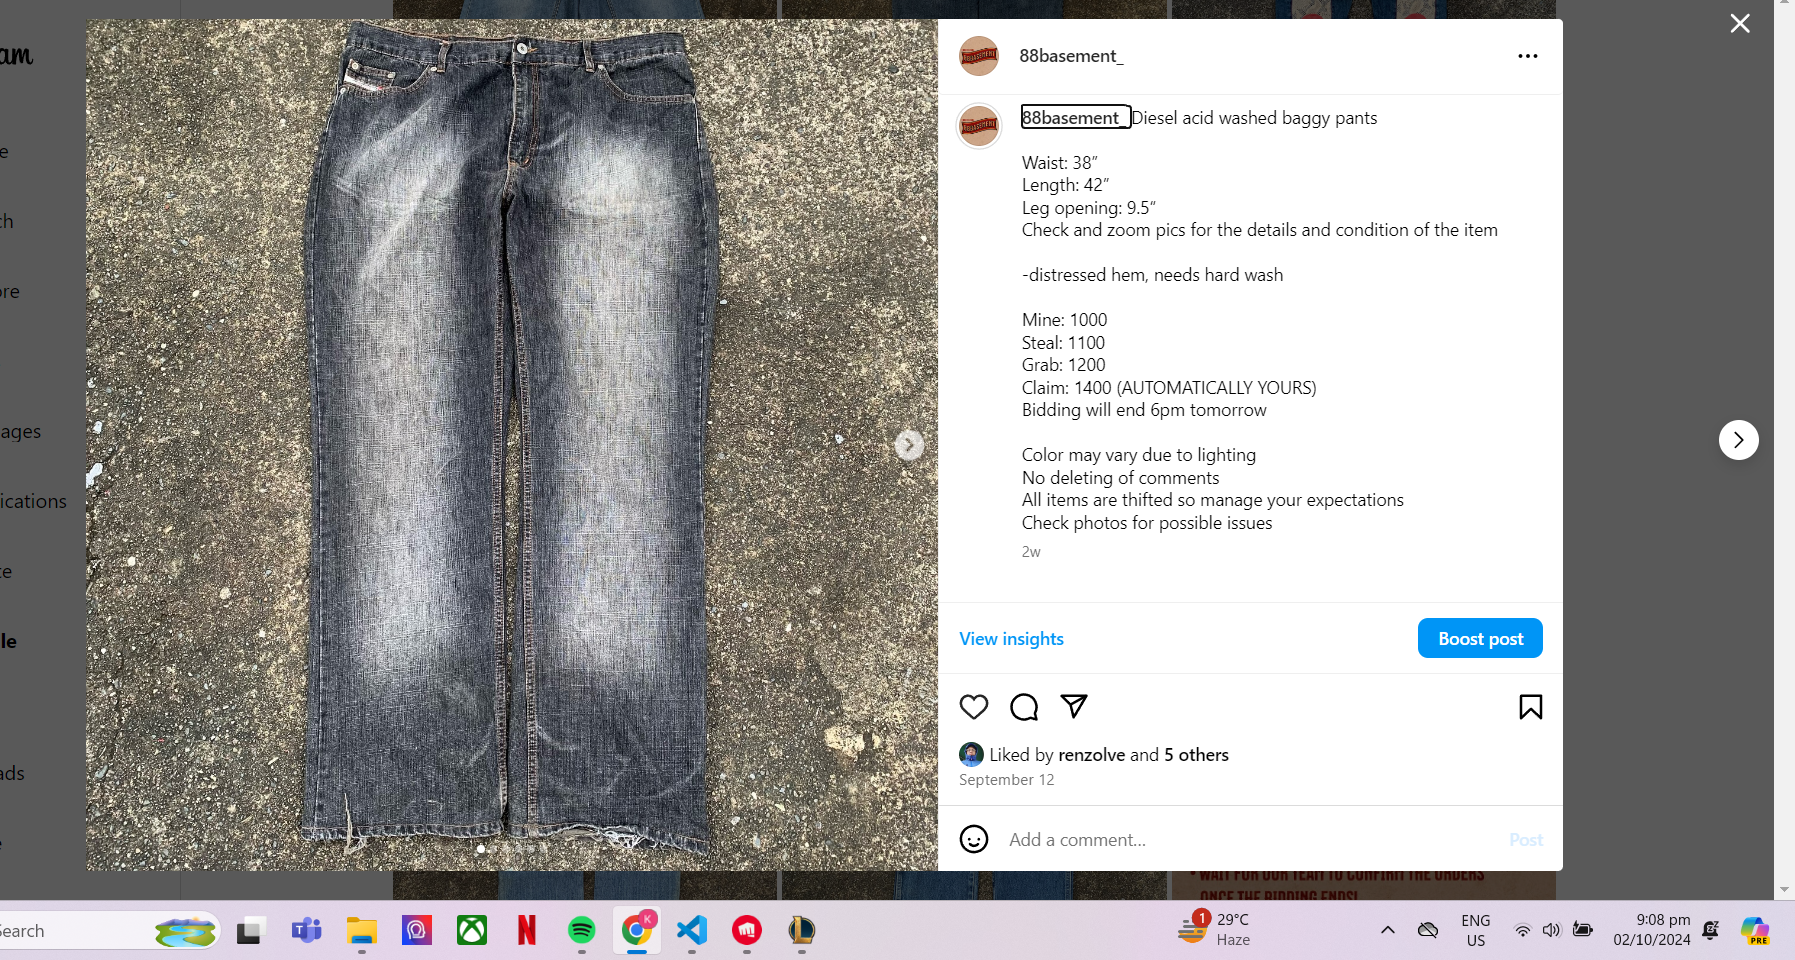 am
88basement_
88basement_ Diesel acid washed baggy pants
Waist: 38”
Length: 42”
Leg opening: 9.5“
Check and zoom pics for the details and condition of the item
-distressed hem, needs hard wash
Mine: 1000
Steal: 1100
Grab: 1200
Claim: 1400 (AUTOMATICALLY YOURS)
Bidding will end 6pm tomorrow
Color may vary due to lighting
No deleting of comments
All items are thifted so manage your expectations
Check photos for possible issues
2w
View insights
Boost post
Liked by renzolve and 5 others
September 12
Add a comment...
Post
e
ch
ore
ages
ications
te
le
ads
• WAIT FOR OUR TEAM TO CONFIRM THE ORDERS
ONCE THE BIDDING ENDS!
Search
K
1
29°C
Haze
ENG
US
9:08 pm
02/10/2024
PRE